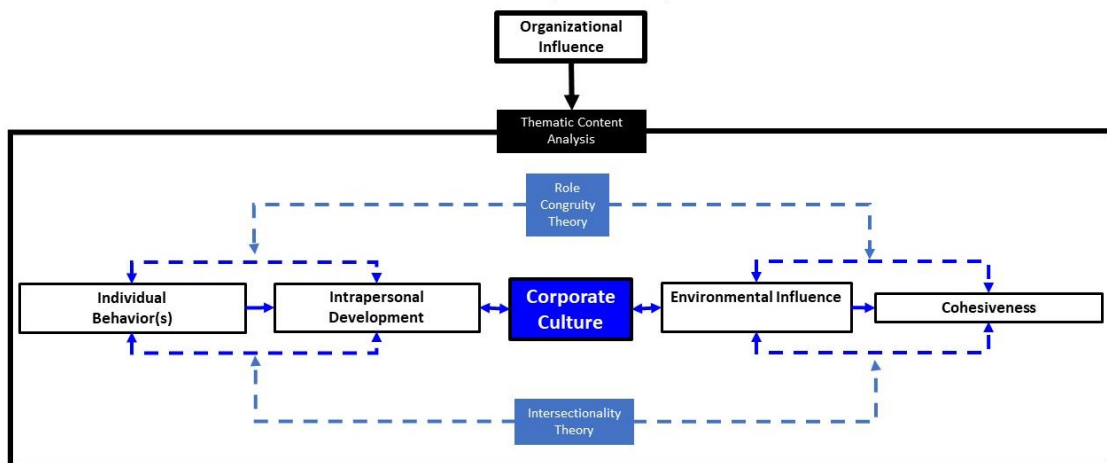 Organizational
Influence
Thematic Content
Analysis
Role
Congruity
Theory
Individual
Behavior(s)
Intrapersonal
Development
Corporate
Culture
Environmental Influence
Cohesiveness
Intersectionality
Theory